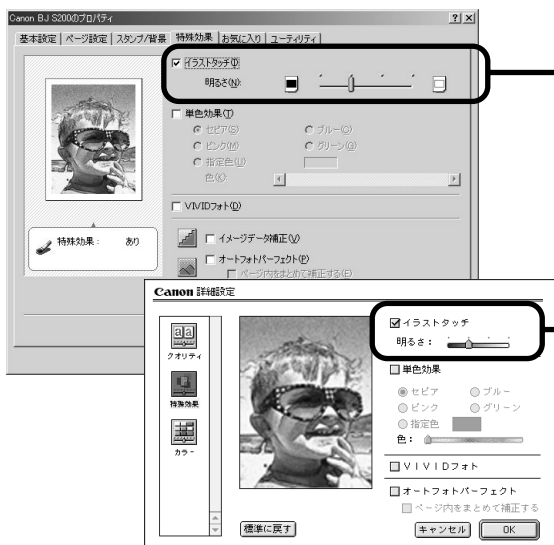 Canon BJ S200のプロパティ
基本設定 ページ設定 スタンプ/背景 特殊効果 お気に入り ユーティリティ
イラストタッチ(I)
明るさ(N):
単色効果(T)
セピア(S) ブルー(O)
ピンク(M) グリーン(G)
指定色(U)
色(K):
VIVIDフォト(D)
特殊効果: あり
イメージデータ補正(V)
オートフォトパーフェクト(P)
ページ内をまとめて補正する(E)
Canon 詳細設定
クオリティ
特殊効果
カラー
イラストタッチ
明るさ:
単色効果
セピア ブルー
ピンク グリーン
指定色
色:
VIVIDフォト
オートフォトパーフェクト
ページ内をまとめて補正する
標準に戻す キャンセル OK